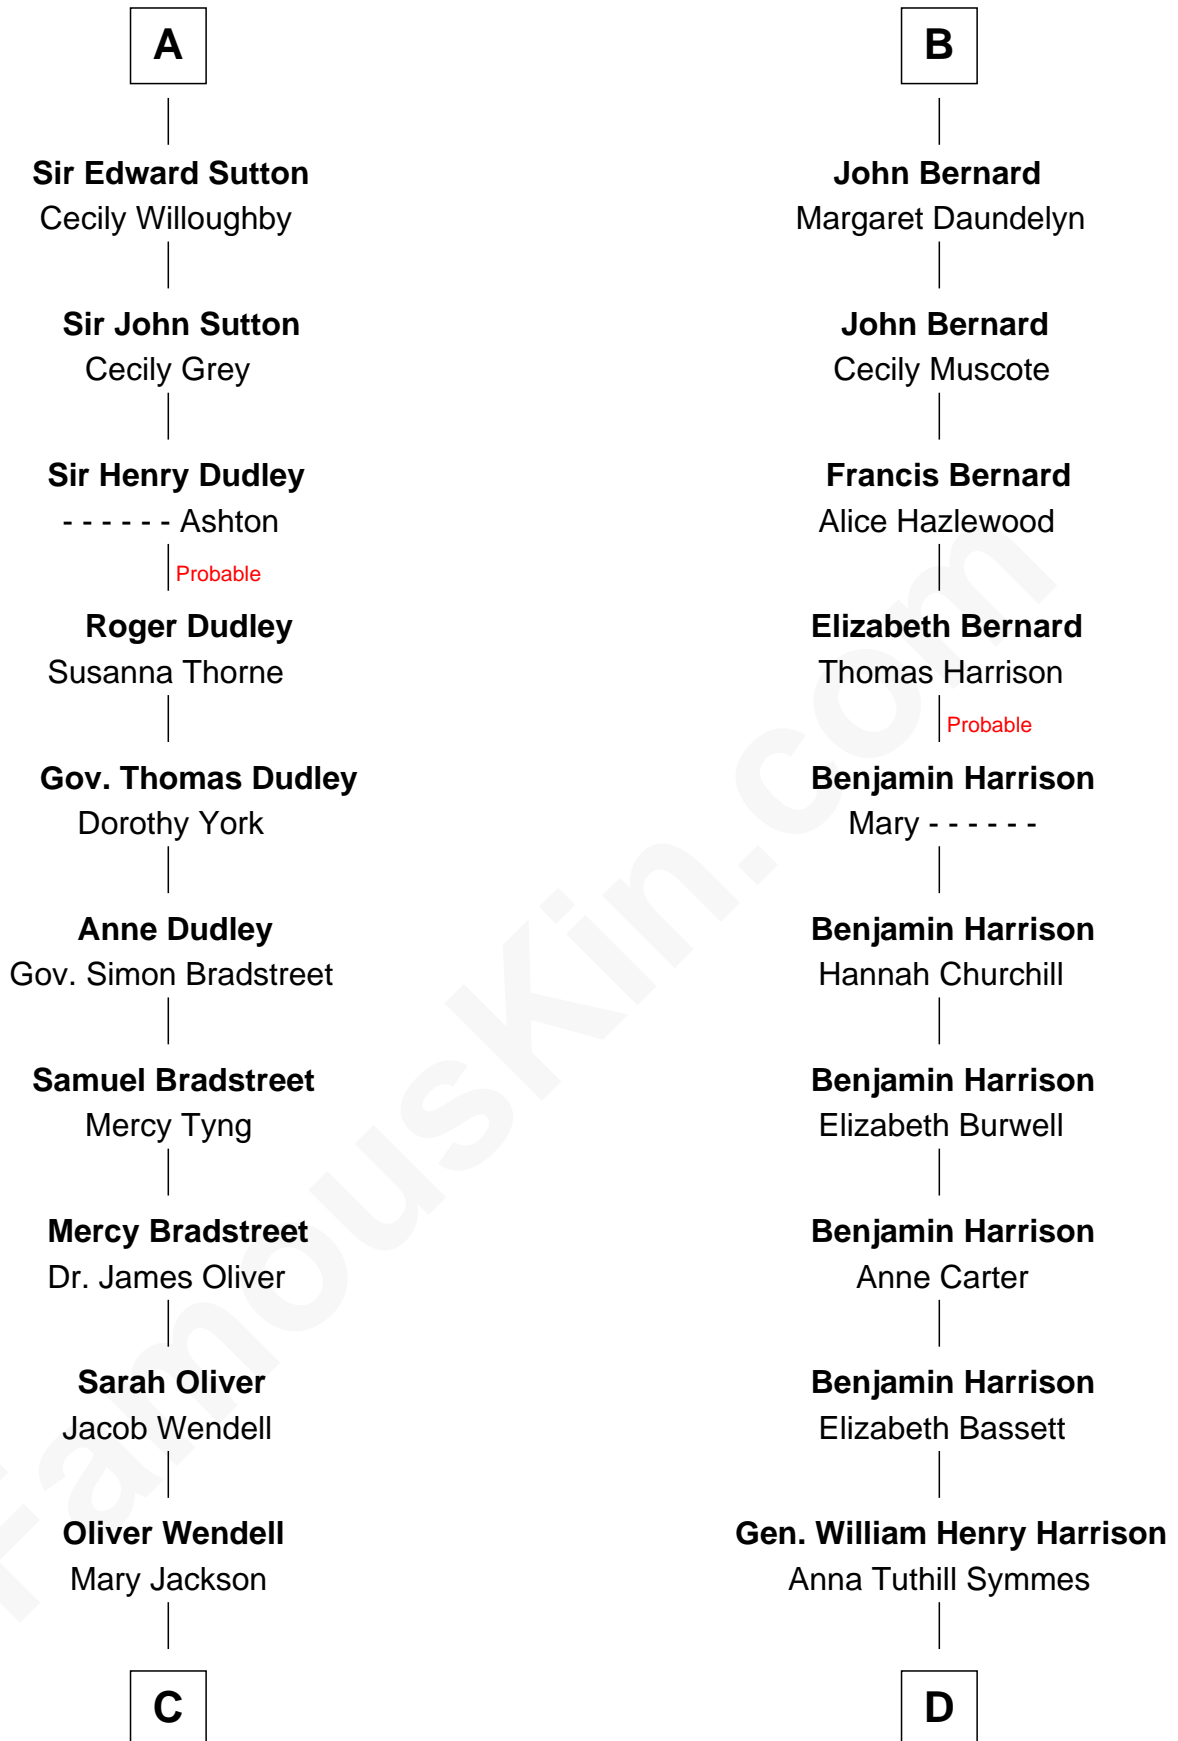 A
Sir Edward Sutton
Cecily Willoughby
Sir John Sutton
Cecily Grey
Sir Henry Dudley
- - - - - - Ashton
Probable
Roger Dudley
Susanna Thorne
Gov. Thomas Dudley
Dorothy York
Anne Dudley
Gov. Simon Bradstreet
Samuel Bradstreet
Mercy Tyng
Mercy Bradstreet
Dr. James Oliver
Sarah Oliver
Jacob Wendell
Oliver Wendell
Mary Jackson
C
B
John Bernard
Margaret Daundelyn
John Bernard
Cecily Muscote
Francis Bernard
Alice Hazlewood
Elizabeth Bernard
Thomas Harrison
Probable
Benjamin Harrison
Mary - - - - - -
Benjamin Harrison
Hannah Churchill
Benjamin Harrison
Elizabeth Burwell
Benjamin Harrison
Anne Carter
Benjamin Harrison
Elizabeth Bassett
Gen. William Henry Harrison
Anna Tuthill Symmes
D
FamousKin.com